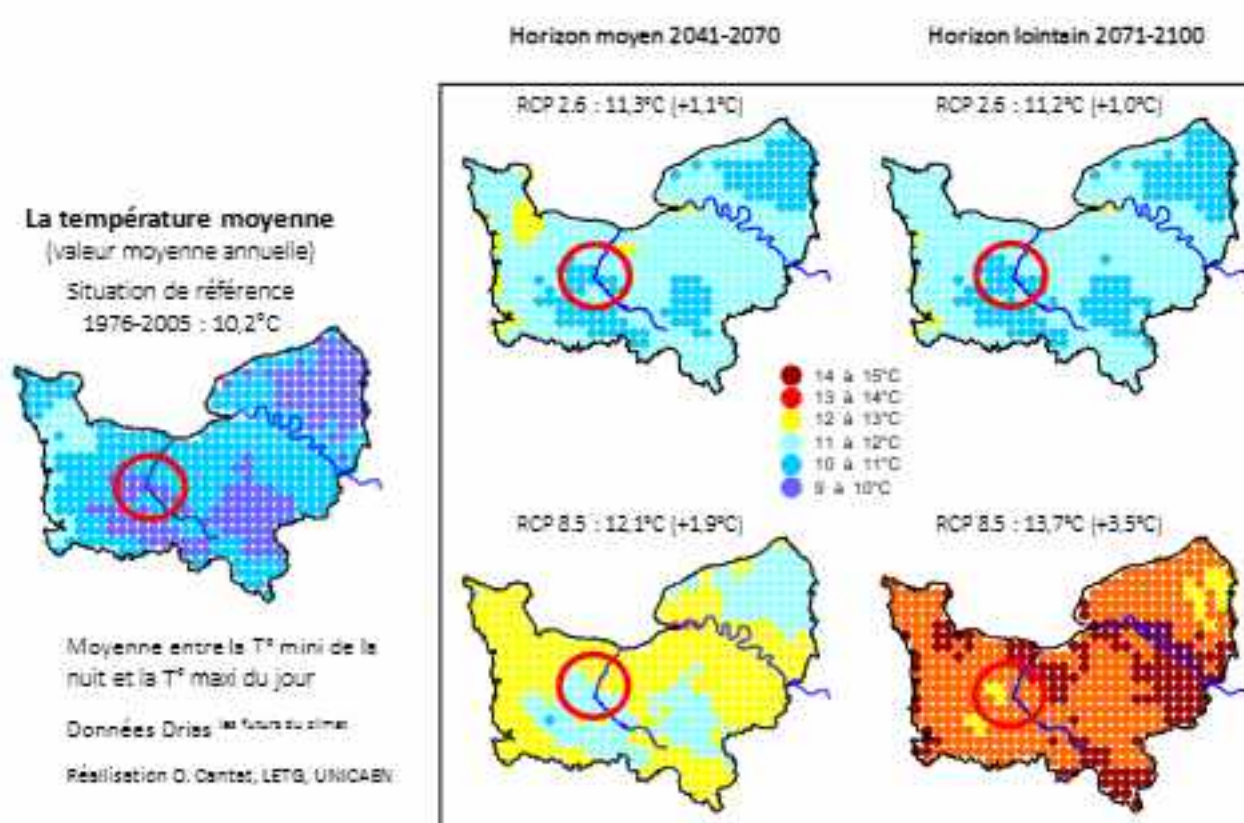 Horizon moyen 2041-2070
Horizon lointain 2071-2100
RCP 2.6 : 11,3°C (+1,1°C)
RCP 2.6 : 11,2°C (+1,0°C)
La température moyenne
(valeur moyenne annuelle)
Situation de référence
1976-2005 : 10,2°C
14 à 15°C
13 à 14°C
12 à 13°C
11 à 12°C
10 à 11°C
9 à 10°C
RCP 8.5 : 12,1°C (+1,9°C)
RCP 8.5 : 13,7°C (+3,5°C)
Moyenne entre la T° mini de la
nuit et la T° maxi du jour
Données Drias les futurs du climat
Réalisation O. Cantat, LETG, UNICAEN